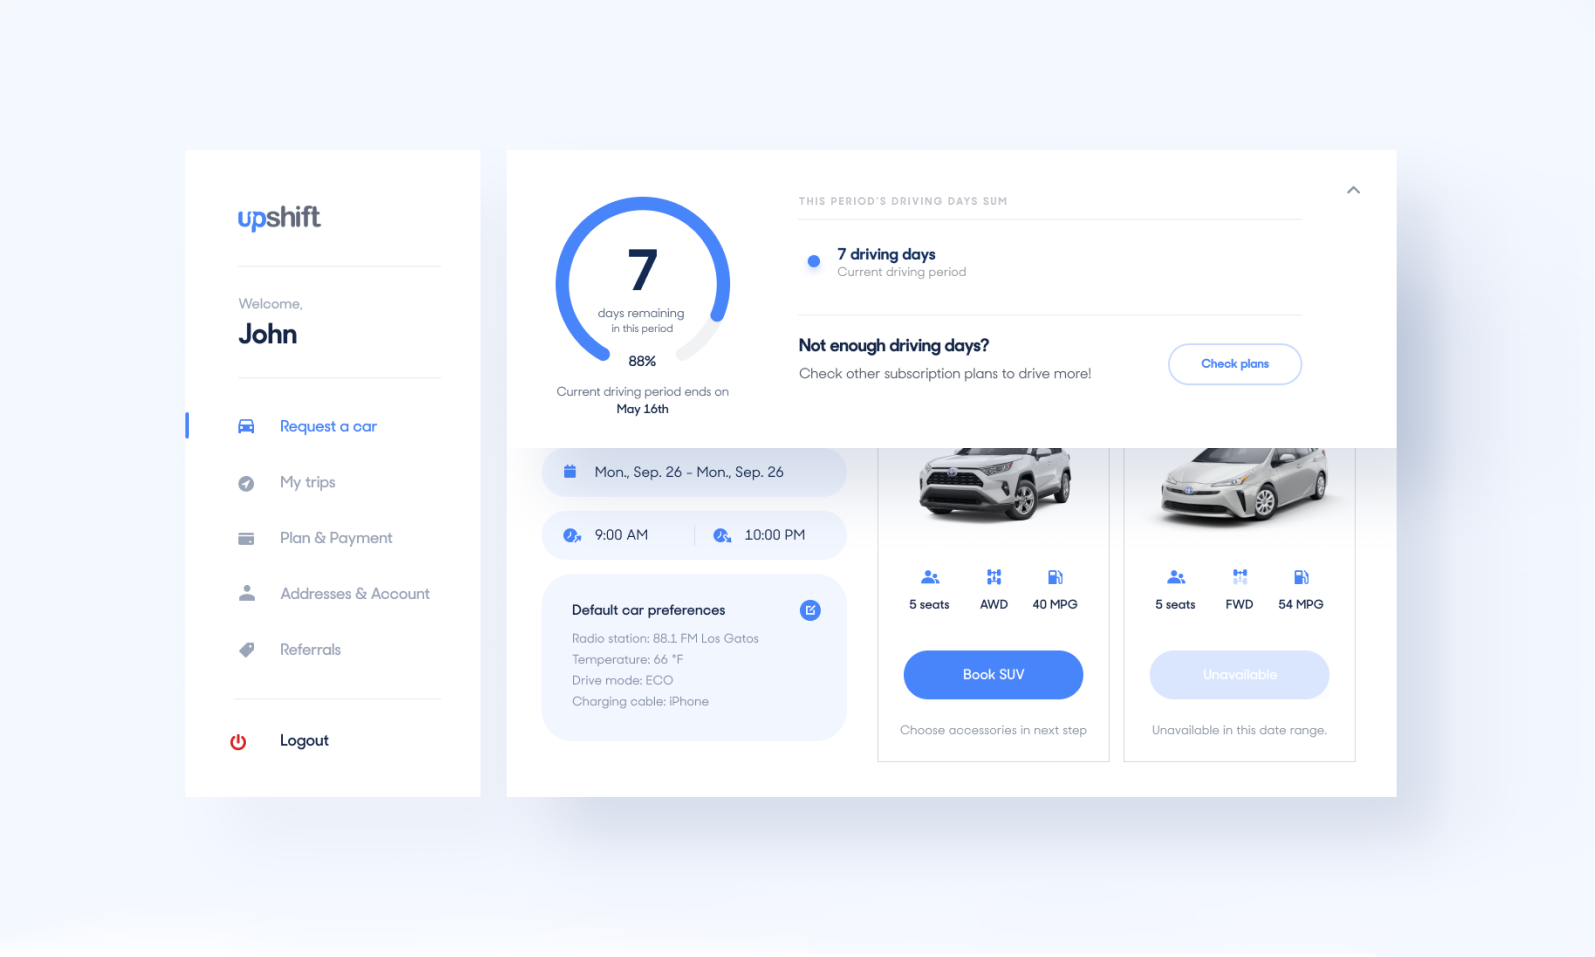 upshift
Welcome,
John
Request a car
My trips
Plan & Payment
Addresses & Account
Referrals
Logout
7
days remaining
in this period
88%
Current driving period ends on
May 16th
THIS PERIOD'S DRIVING DAYS SUM
7 driving days
Current driving period
Not enough driving days?
Check other subscription plans to drive more!
Check plans
Mon., Sep. 26 - Mon., Sep. 26
9:00 AM
10:00 PM
Default car preferences
Radio station: 88.1 FM Los Gatos
Temperature: 66 °F
Drive mode: ECO
Charging cable: iPhone
5 seats
AWD
40 MPG
Book SUV
Choose accessories in next step
5 seats
FWD
54 MPG
Unavailable
Unavailable in this date range.